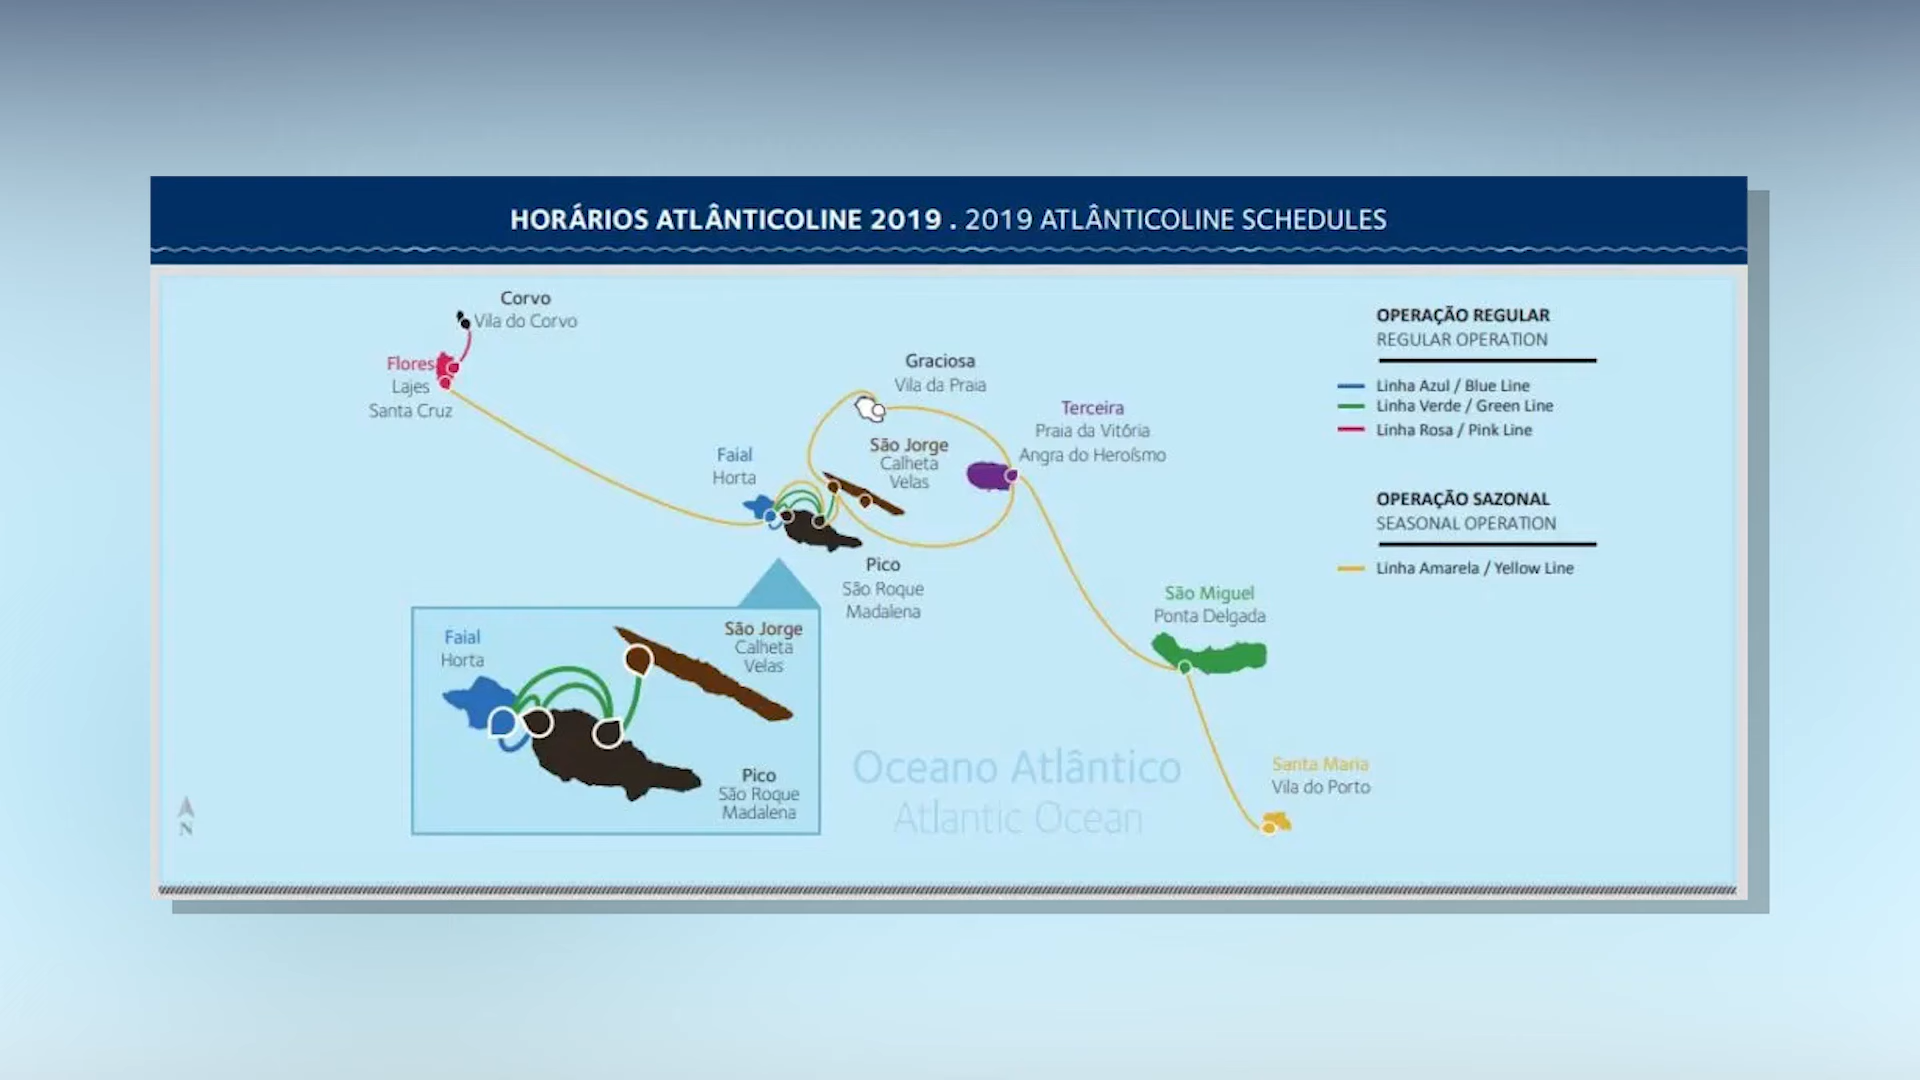 HORÁRIOS ATLÂNTICOLINE 2019 . 2019 ATLÂNTICOLINE SCHEDULES
Corvo
Vila do Corvo
Flores
Lajes
Santa Cruz
Graciosa
Vila da Praia
Terceira
Praia da Vitória
Angra do Heroísmo
São Jorge
Calheta
Velas
Faial
Horta
Pico
São Roque
Madalena
São Miguel
Ponta Delgada
Santa Maria
Vila do Porto
OPERAÇÃO REGULAR
REGULAR OPERATION
Linha Azul / Blue Line
Linha Verde / Green Line
Linha Rosa / Pink Line
OPERAÇÃO SAZONAL
SEASONAL OPERATION
Linha Amarela / Yellow Line
Faial
Horta
São Jorge
Calheta
Velas
Pico
São Roque
Madalena
Oceano Atlântico
Atlantic Ocean
N